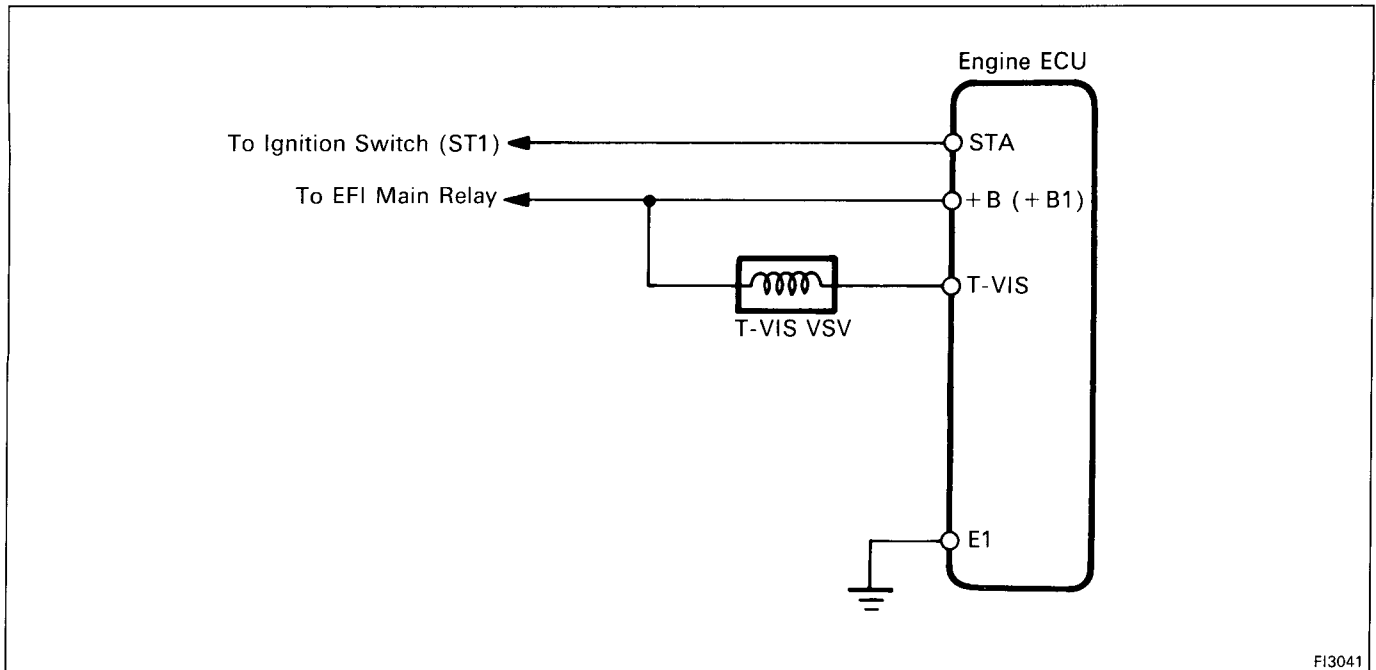 Engine ECU
To Ignition Switch (ST1)
STA
To EFI Main Relay
+B (+B1)
T-VIS
T-VIS VSV
E1
FI3041